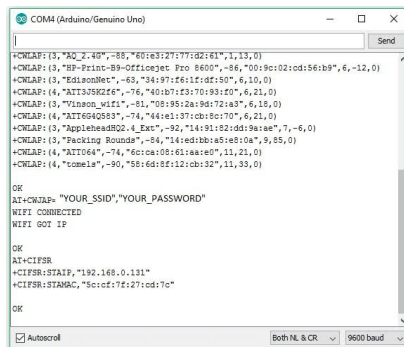 COM4 (Arduino/Genuino Uno)
Send
+CWLAP:(3,"AQ_2.4G",-88,"60:e3:27:77:d2:61",1,13,0)
+CWLAP:(3,"HP-Print-B9-Officejet Pro 8600",-86,"00:9c:02:cd:56:b9",6,-12,0)
+CWLAP:(3,"EdisonNet",-63,"34:97:f6:1f:df:50",6,10,0)
+CWLAP:(4,"ATT3J5K2f6",-76,"40:b7:f3:70:93:f0",6,21,0)
+CWLAP:(3,"Vinson_wifi",-81,"08:95:2a:9d:72:a3",6,18,0)
+CWLAP:(4,"ATT6G4Q583",-74,"44:e1:37:cb:8c:70",6,21,0)
+CWLAP:(3,"AppleheadHQ2.4_Ext",-92,"14:91:82:dd:9a:ae",7,-6,0)
+CWLAP:(3,"Packing Rounds",-84,"14:ed:bb:a5:e8:0a",9,85,0)
+CWLAP:(4,"ATT064",-74,"6c:ca:08:61:aa:e0",11,21,0)
+CWLAP:(4,"tomels",-90,"58:6d:8f:12:cb:32",11,33,0)
OK
AT+CWJAP= "YOUR_SSID","YOUR_PASSWORD"
WIFI CONNECTED
WIFI GOT IP
OK
AT+CIFSR
+CIFSR:STAIP,"192.168.0.131"
+CIFSR:STAMAC,"5c:cf:7f:27:cd:7c"
OK
Autoscroll
Both NL & CR
9600 baud